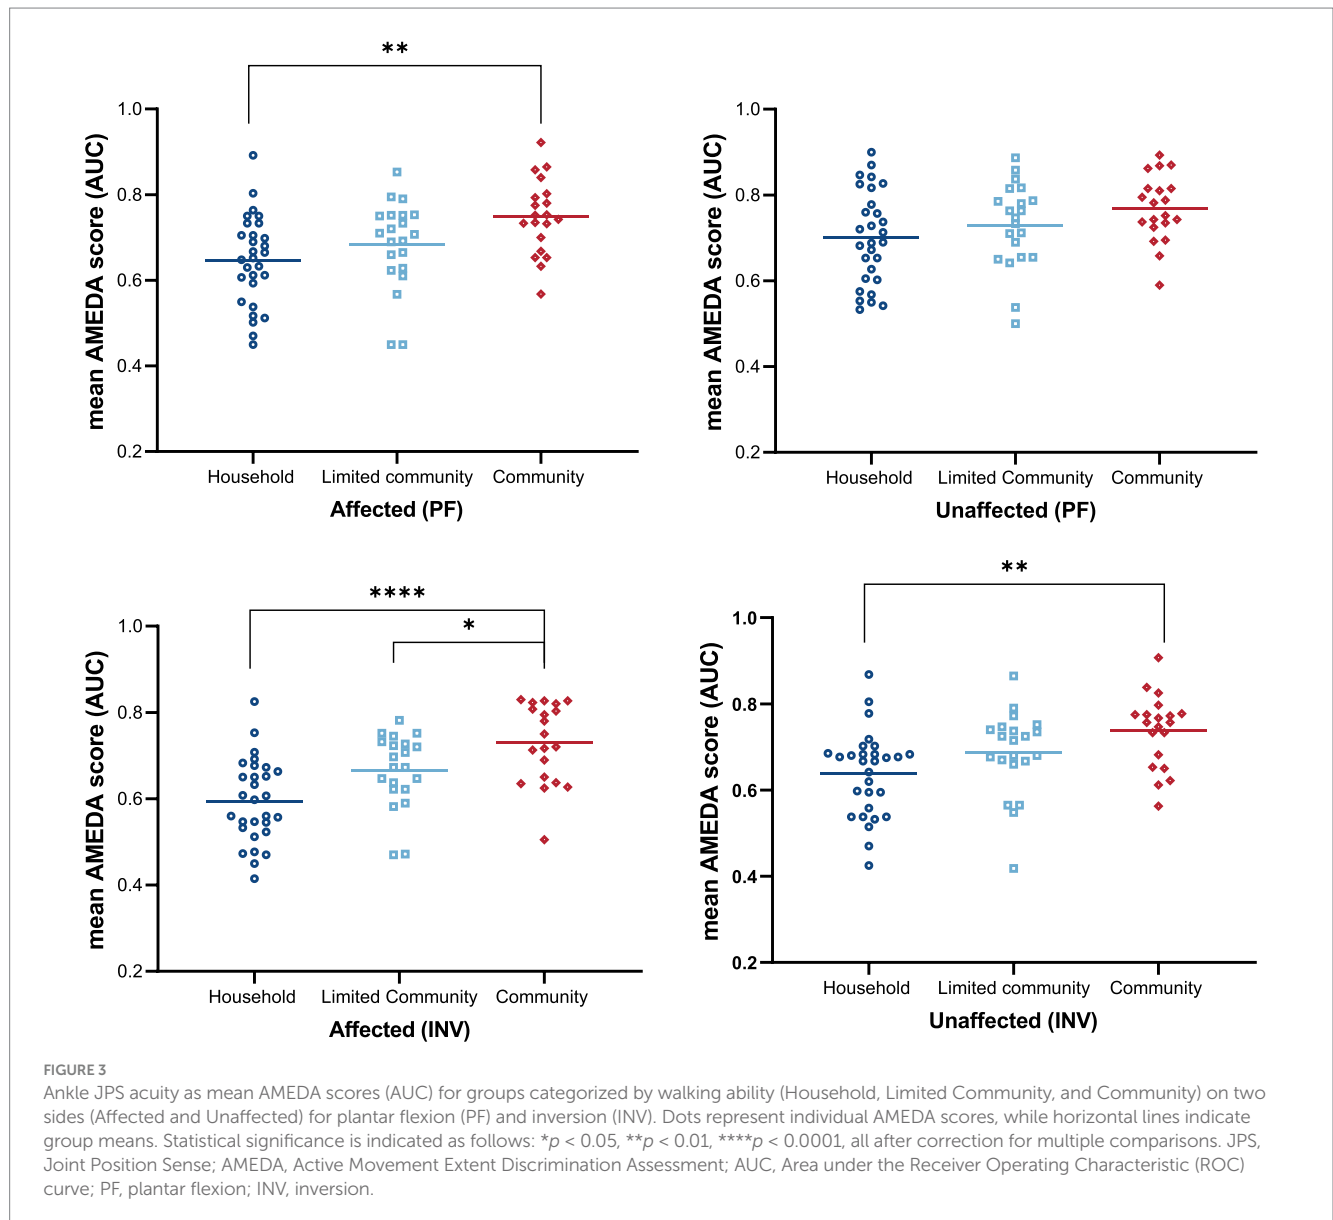 **
1.0
0.8
0.6
0.4
0.2
mean AMEDA score (AUC)
Household
Limited community
Community
Affected (PF)
1.0
0.8
0.6
0.4
0.2
mean AMEDA score (AUC)
Household
Limited Community
Community
Unaffected (PF)
****
*
1.0
0.8
0.6
0.4
0.2
mean AMEDA score (AUC)
Household
Limited Community
Community
Affected (INV)
**
1.0
0.8
0.6
0.4
0.2
mean AMEDA score (AUC)
Household
Limited community
Community
Unaffected (INV)
FIGURE 3
Ankle JPS acuity as mean AMEDA scores (AUC) for groups categorized by walking ability (Household, Limited Community, and Community) on two
sides (Affected and Unaffected) for plantar flexion (PF) and inversion (INV). Dots represent individual AMEDA scores, while horizontal lines indicate
group means. Statistical significance is indicated as follows: *p < 0.05, **p < 0.01, ****p < 0.0001, all after correction for multiple comparisons. JPS,
Joint Position Sense; AMEDA, Active Movement Extent Discrimination Assessment; AUC, Area under the Receiver Operating Characteristic (ROC)
curve; PF, plantar flexion; INV, inversion.